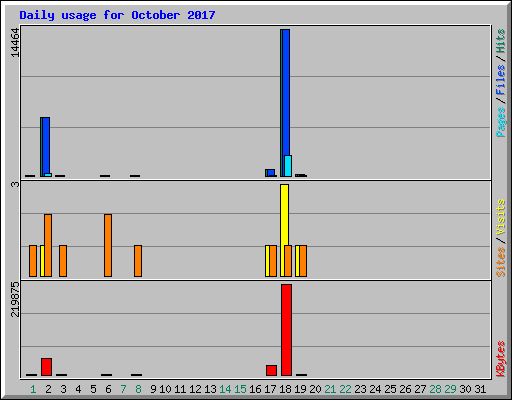 Daily usage for October 2017
14464
3
219875
Pages / Files / Hits
Sites / Visits
KBytes
1 2 3 4 5 6 7 8 9 10 11 12 13 14 15 16 17 18 19 20 21 22 23 24 25 26 27 28 29 30 31